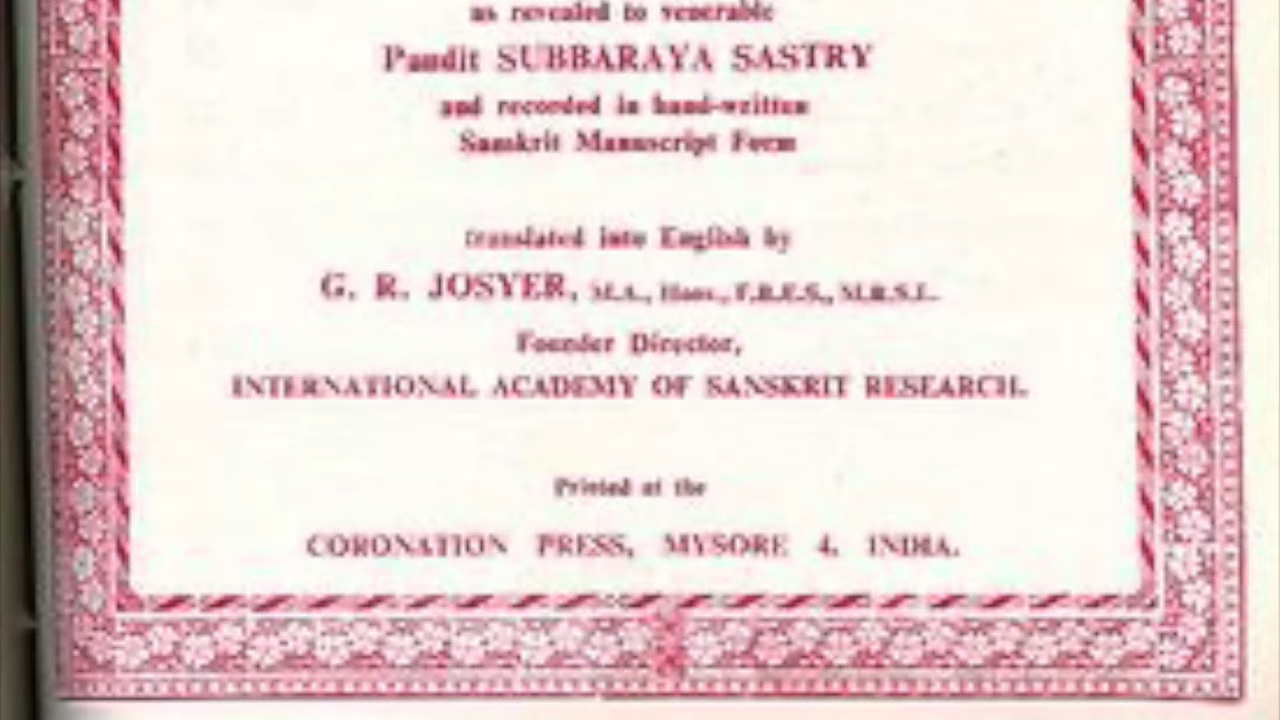 as revealed to venerable
Pandit SUBBARAYA SASTRY
and recorded in hand-written
Sanskrit Manuscript Form
translated into English by
G. R. JOSYER, M.A., Hons., F.R.E.S., M.R.S.L.
Founder Director,
INTERNATIONAL ACADEMY OF SANSKRIT RESEARCH.
Printed at the
CORONATION PRESS, MYSORE 4. INDIA.